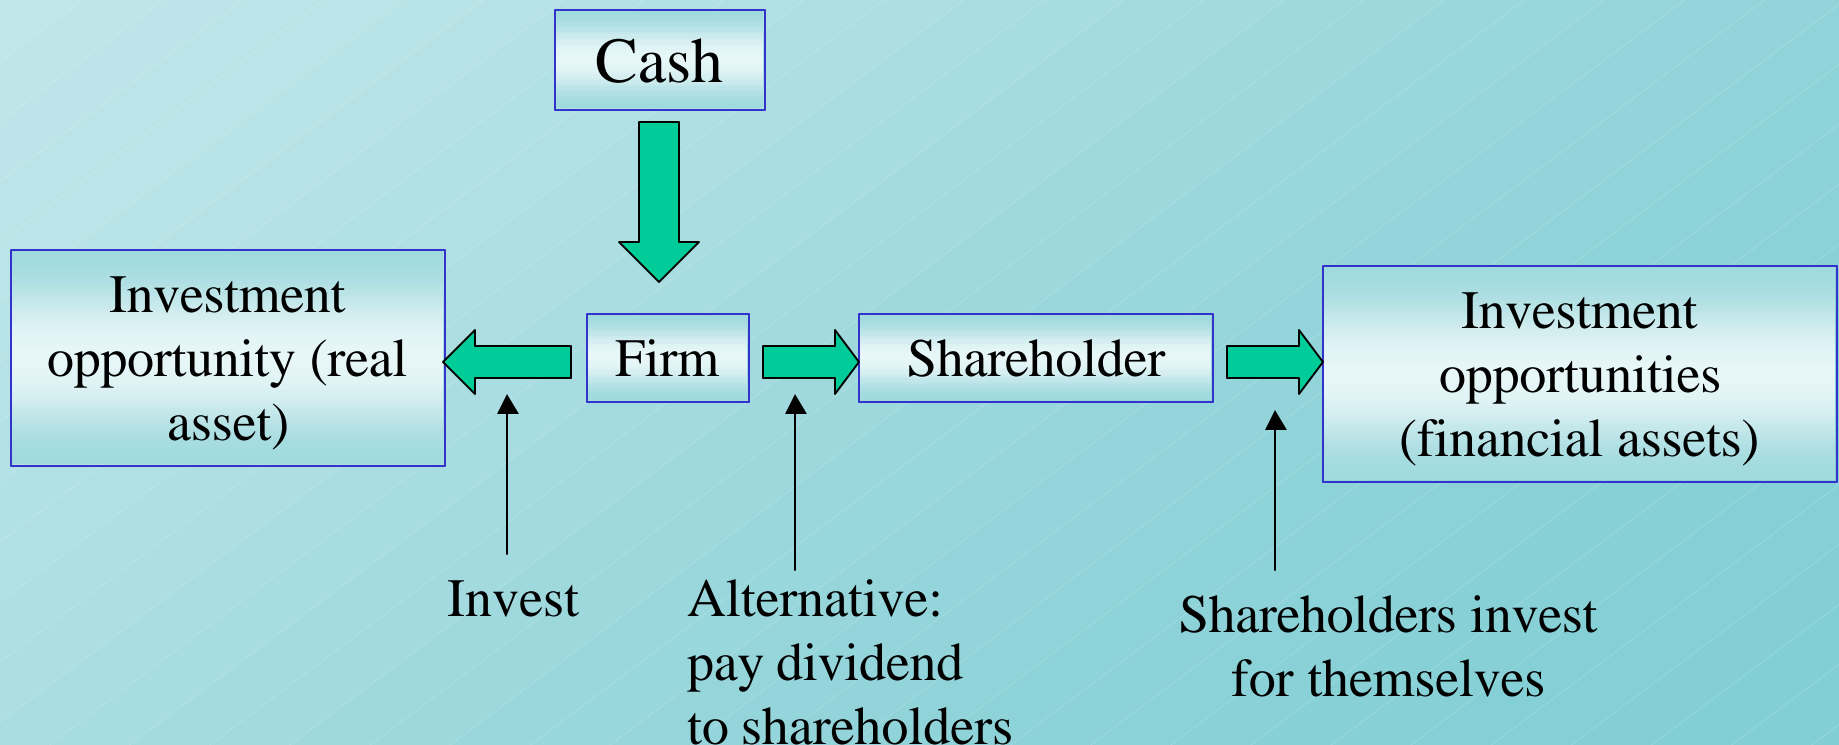 Cash
Investment
opportunity (real
asset)
Firm
Shareholder
Investment
opportunities
(financial assets)
Invest
Alternative:
pay dividend
to shareholders
Shareholders invest
for themselves